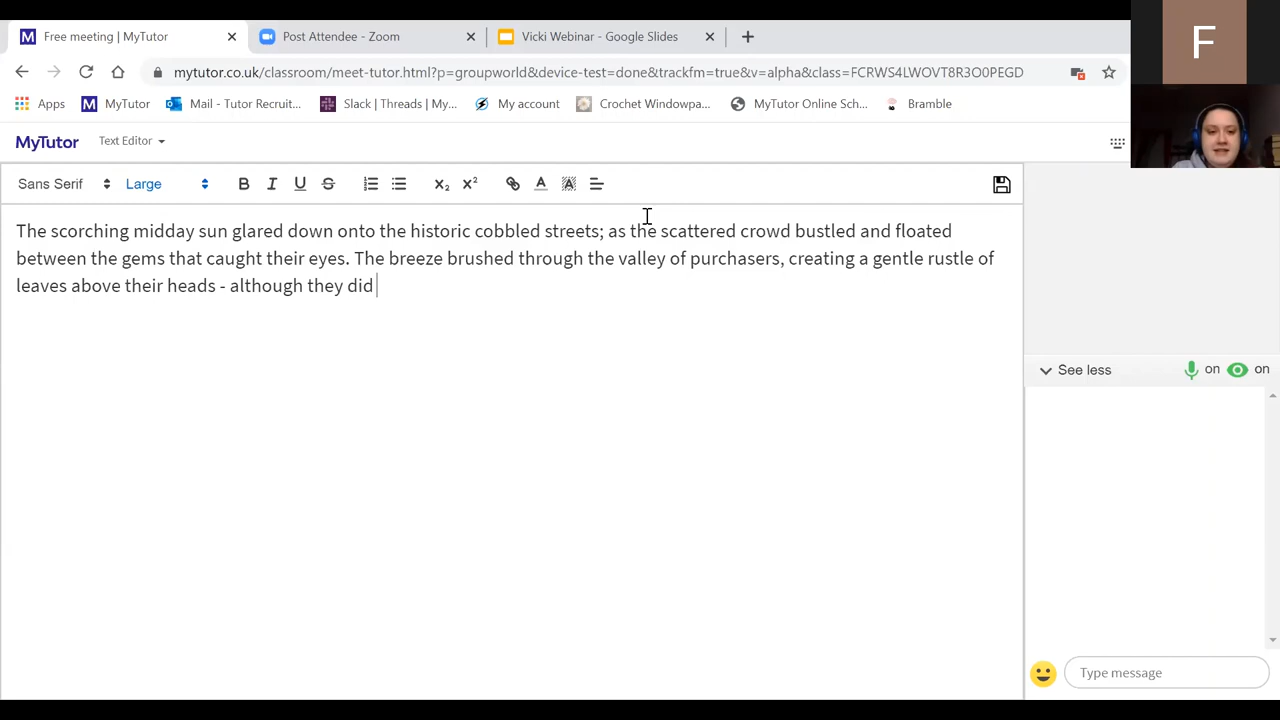 Free meeting | MyTutor
Post Attendee - Zoom
Vicki Webinar - Google Slides
F
mytutor.co.uk/classroom/meet-tutor.html?p=groupworld&device-test=done&trackfm=true&v=alpha&class=FCRWS4LWOVT8R3O0PEGD
Apps
MyTutor
Mail - Tutor Recruit...
Slack | Threads | My...
My account
Crochet Windowpa...
MyTutor Online Sch...
Bramble
MyTutor
Text Editor
Sans Serif
Large
B I U S
X₂ X²
A
A
The scorching midday sun glared down onto the historic cobbled streets; as the scattered crowd bustled and floated
between the gems that caught their eyes. The breeze brushed through the valley of purchasers, creating a gentle rustle of
leaves above their heads - although they did
See less
on
on
Type message